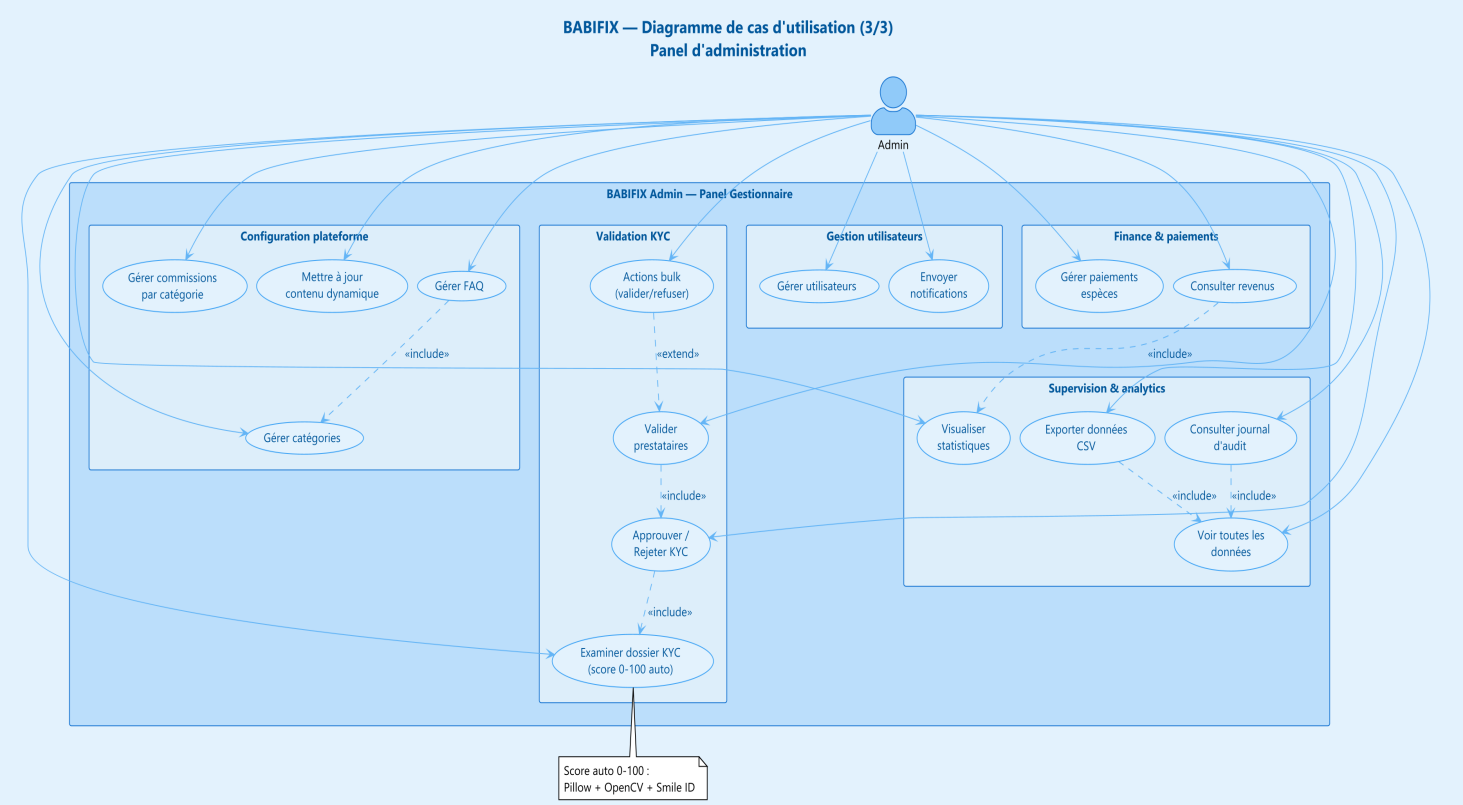 BABIFIX — Diagramme de cas d'utilisation (3/3)
Panel d'administration
Admin
BABIFIX Admin — Panel Gestionnaire
Configuration plateforme
Gérer commissions
par catégorie
Mettre à jour
contenu dynamique
Gérer FAQ
«include»
Gérer catégories
Validation KYC
Actions bulk
(valider/refuser)
«extend»
Valider
prestataires
«include»
Approuver /
Rejeter KYC
«include»
Examiner dossier KYC
(score 0-100 auto)
Gestion utilisateurs
Gérer utilisateurs
Envoyer
notifications
Finance & paiements
Gérer paiements
espèces
Consulter revenus
«include»
Supervision & analytics
Visualiser
statistiques
Exporter données
CSV
Consulter journal
d'audit
«include»
«include»
Voir toutes les
données
Score auto 0-100 :
Pillow + OpenCV + Smile ID